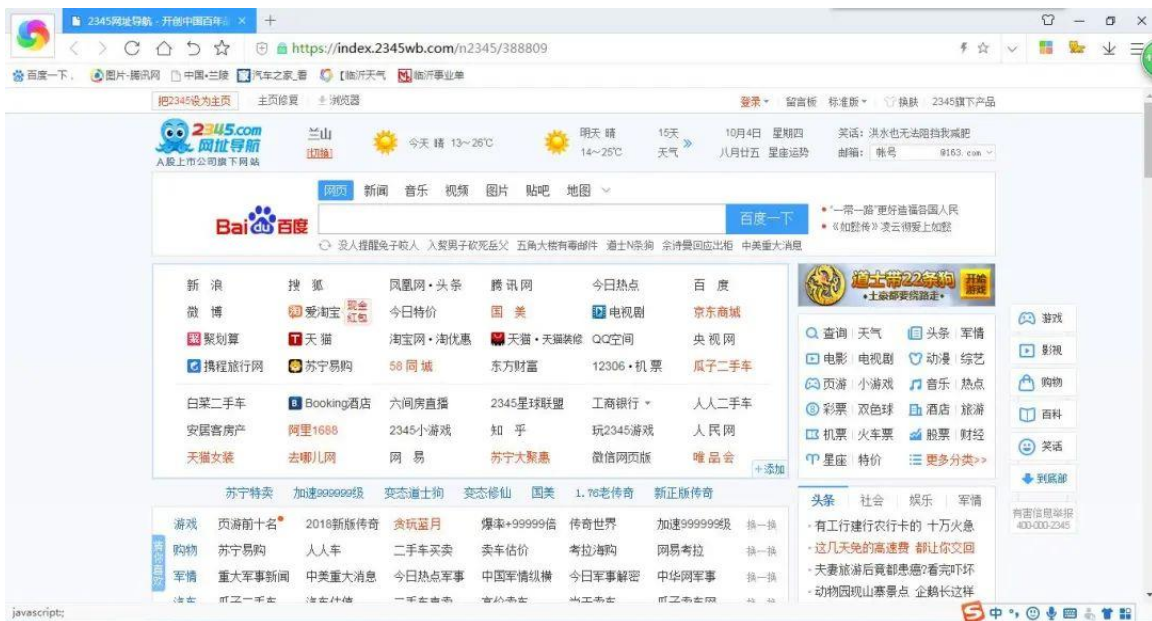 2345网址导航 - 开创中国百年
https://index.2345wb.com/n2345/388809
百度一下， 图片-腾讯网 中国•兰陵 汽车之家_看 【临沂天气 临沂事业单
把2345设为主页 主页修复 浏览器 登录 留言板 标准版 换肤 2345旗下产品
2345.com 网址导航
A股上市公司旗下网站
兰山 [切换] 今天 晴 13~26℃ 明天 晴 14~25℃ 15天 天气 10月4日 星期四 八月廿五 星座运势
笑话: 洪水也无法阻挡我减肥
邮箱: 帐号 @163.com
网页 新闻 音乐 视频 图片 贴吧 地图
Bai du 百度 百度一下
"一带一路"更好造福各国人民
《如懿传》凌云彻爱上如懿
没人提醒兔子咬人 入赘男子砍死岳父 五角大楼有毒邮件 道士N条狗 佘诗曼回应出柜 中美重大消息
新 浪 搜 狐 凤凰网•头条 腾讯网 今日热点 百 度
微 博 爱淘宝 现金红包 今日特价 国 美 电视剧 京东商城
聚划算 天 猫 淘宝网•淘优惠 天猫•天猫装修 QQ空间 央视网
携程旅行网 苏宁易购 58同城 东方财富 12306•机票 瓜子二手车
白菜二手车 Booking酒店 六间房直播 2345星球联盟 工商银行 人人二手车
安居客房产 阿里1688 2345小游戏 知 乎 玩2345游戏 人民网
天猫女装 去哪儿网 网 易 苏宁大聚惠 微信网页版 唯品会
+添加
道士带22条狗 开始游戏
•土豪都要绕路走•
查询 天气 头条 军情
电影 电视剧 动漫 综艺
页游 小游戏 音乐 热点
彩票 双色球 酒店 旅游
机票 火车票 股票 财经
星座 特价 更多分类>>
游戏
影视
购物
百科
笑话
到底部
有害信息举报
400-000-2345
苏宁特卖 加速999999级 变态道士狗 变态修仙 国美 1.76老传奇 新正版传奇
猜你喜欢
游戏 页游前十名 2018新版传奇 贪玩蓝月 爆率+99999倍 传奇世界 加速999999级 换一换
购物 苏宁易购 人人车 二手车买卖 卖车估价 考拉海购 网易考拉 换一换
军情 重大军事新闻 中美重大消息 今日热点军事 中国军情纵横 今日军事解密 中华网军事 换一换
头条 社会 娱乐 军情
有工行建行农行卡的 十万火急
这几天免的高速费 都让你交回
夫妻旅游后竟都患癌?看完吓坏
动物园现山寨景点 企鹅长这样
javascript:;
中